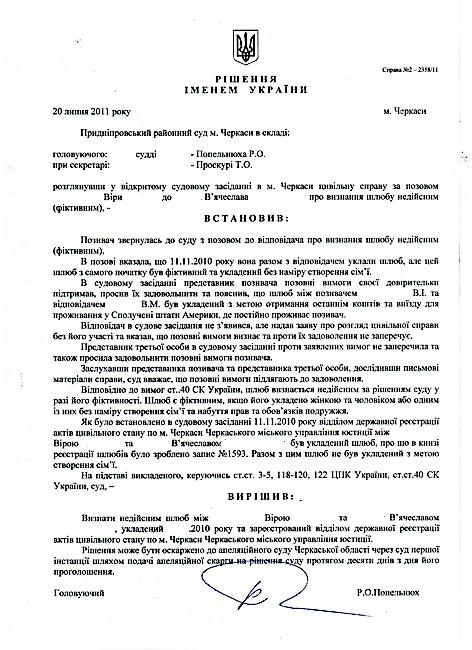 Справа №2 – 2358/11
РІШЕННЯ
ІМЕНЕМ УКРАЇНИ
20 липня 2011 року м. Черкаси
Придніпровський районний суд м. Черкаси в складі:
головуючого: судді - Попельнюха Р.О.
при секретарі: - Проскурі Т.О.
розглянувши у відкритому судовому засіданні в м. Черкаси цивільну справу за позовом
Віри до В'ячеслава про визнання шлюбу недійсним
(фіктивним), -
ВСТАНОВИВ:
Позивач звернулась до суду з позовом до відповідача про визнання шлюбу недійсним
(фіктивним).
В позові вказала, що 11.11.2010 року вона разом з відповідачем уклали шлюб, але цей
шлюб з самого початку був фіктивний та укладений без наміру створення сім'ї.
В судовому засіданні представник позивача позовні вимоги своєї довірительки
підтримав, просив їх задовольнити та пояснив, що шлюб між позивачем В.І. та
відповідачем В.М. був укладений з метою отримання останнім коштів та виїзду для
проживання у Сполучені штати Америки, де постійно проживає позивач.
Відповідач в судове засідання не з'явився, але надав заяву про розгляд цивільної справи
без його участі та вказав, що позовні вимоги визнає та проти їх задоволення не заперечує.
Представник третьої особи в судовому засіданні проти заявлених вимог не заперечила та
також просила задовольнити позовні вимоги позивача.
Заслухавши представника позивача та представника третьої особи, дослідивши письмові
матеріали справи, суд вважає, що позовні вимоги підлягають до задоволення.
Відповідно до вимог ст.40 СК України, шлюб визнається недійсним за рішенням суду у
разі його фіктивності. Шлюб є фіктивним, якщо його укладено жінкою та чоловіком або одним
із них без наміру створення сім'ї та набуття прав та обов'язків подружжя.
Як було встановлено в судовому засіданні 11.11.2010 року відділом державної реєстрації
актів цивільного стану по м. Черкаси Черкаського міського управління юстиції між
Вірою та В'ячеславом був укладений шлюб, про що в книзі
реєстрації шлюбів було зроблено запис №1593. Разом з цим шлюб не був укладений з метою
створення сім'ї.
На підставі викладеного, керуючись ст.ст. 3-5, 118-120, 122 ЦПК України, ст.ст.40 СК
України, суд, –
ВИРІШИВ:
Визнати недійсним шлюб між Вірою та В'ячеславом
, укладений .2010 року та зареєстрований відділом державної реєстрації
актів цивільного стану по м. Черкаси Черкаського міського управління юстиції.
Рішення може бути оскаржено до апеляційного суду Черкаської області через суд першої
інстанції шляхом подачі апеляційної скарги на рішення суду протягом десяти днів з дня його
проголошення.
Головуючий Р.О.Попельнюх